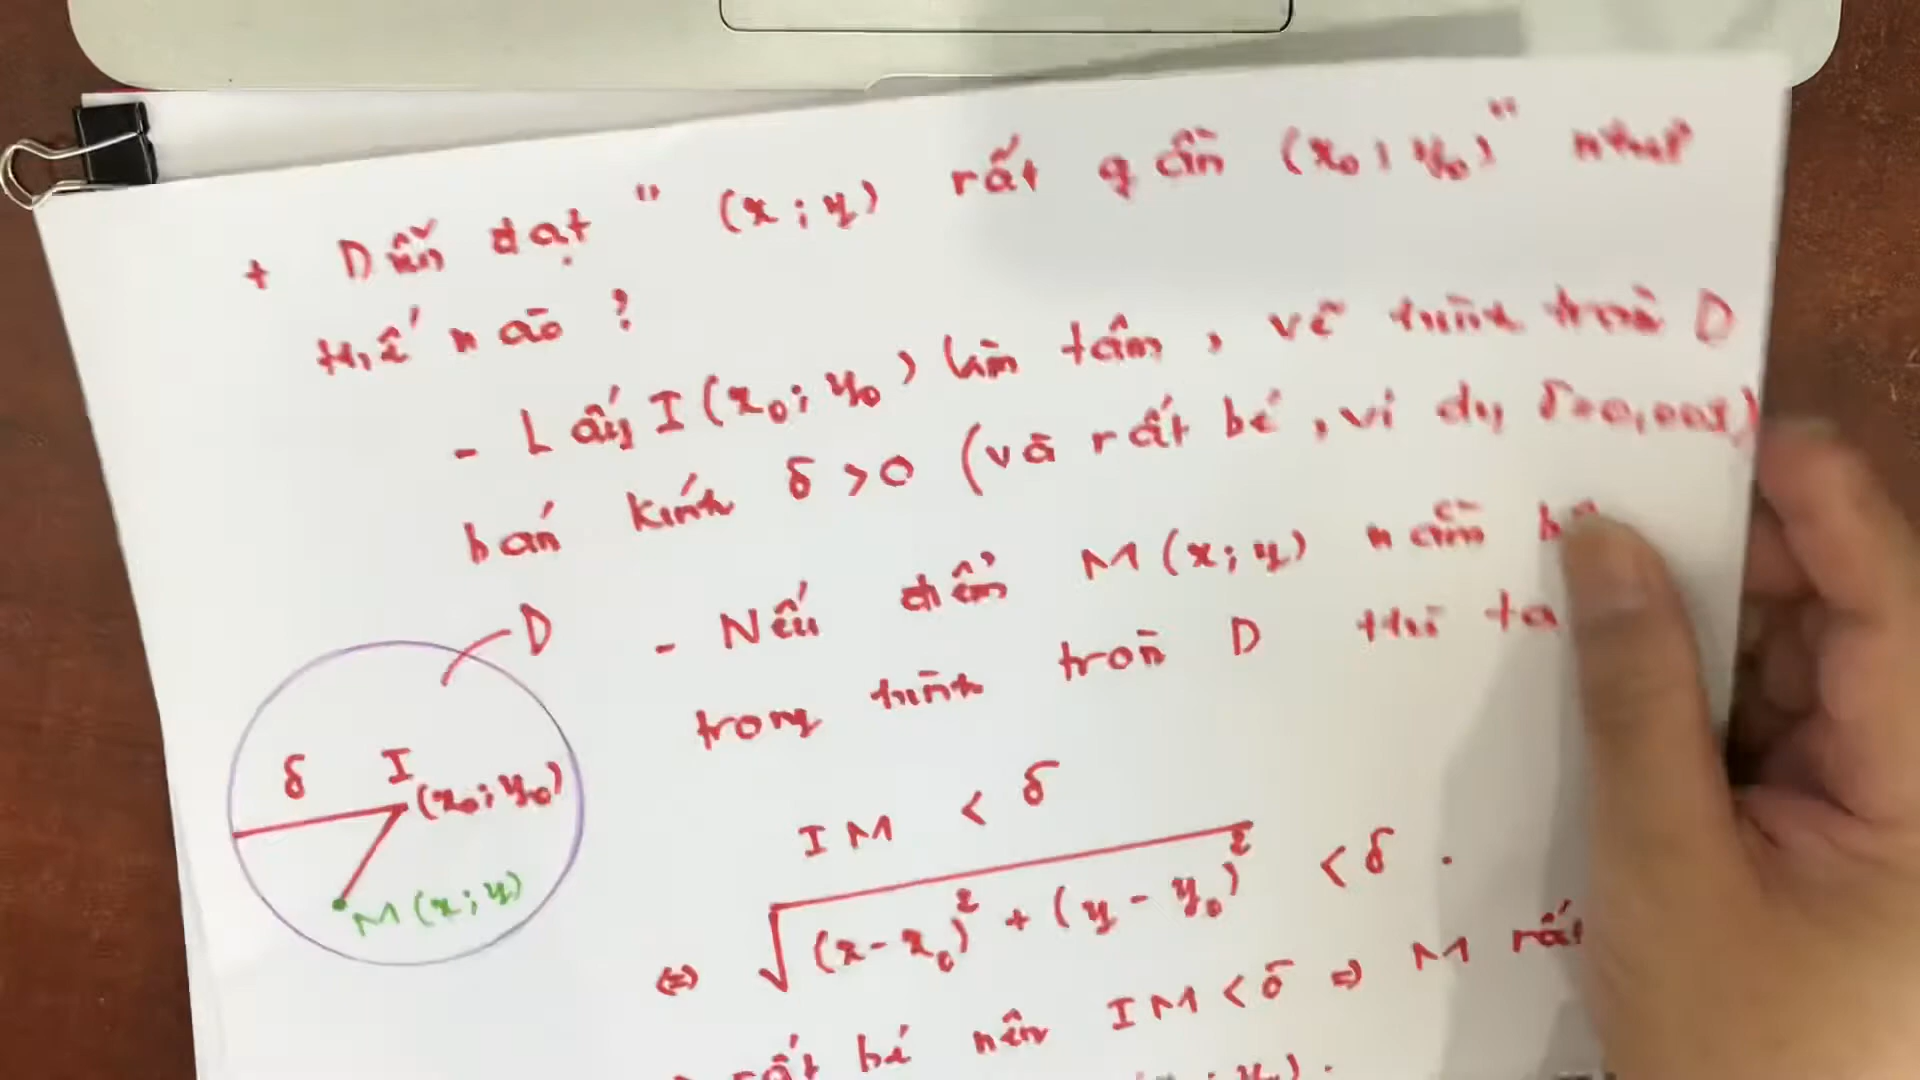 + Diễn đạt " (x ; y) rất gần (x₀ ; y₀) " như
thế nào ?
- Lấy I (x₀ ; y₀) làm tâm , vẽ hình tròn D
bán kính δ > 0 (và rất bé , ví dụ
- Nếu điểm M (x ; y) nằm
trong hình tròn D thì ta
D
δ I (x₀ ; y₀)
M (x ; y)
IM < δ
⇔ √((x - x₀)² + (y - y₀)²) < δ .
rất bé nên IM < δ ⇒ M rất
; y₀) .